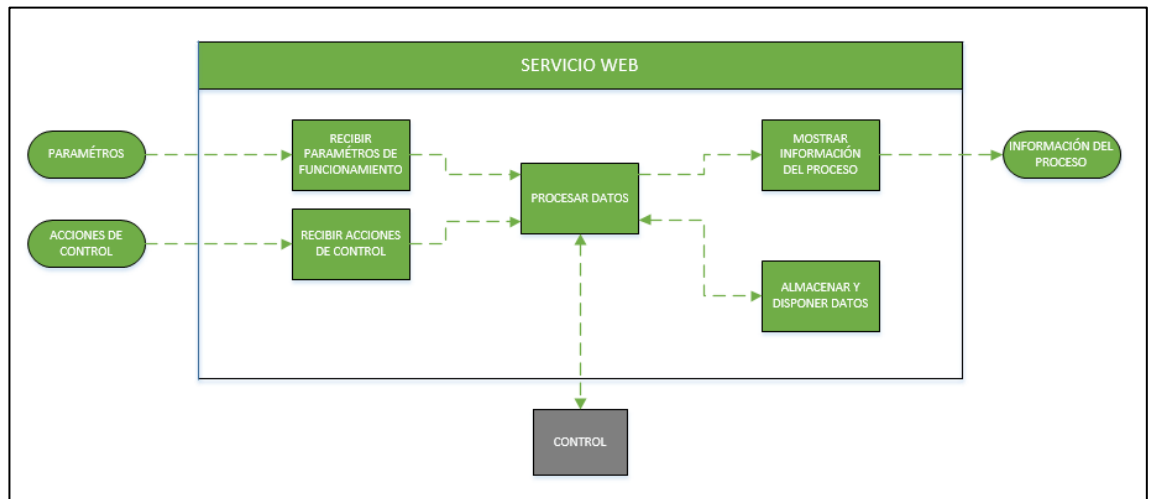 SERVICIO WEB
PARAMÉTROS
RECIBIR
PARAMÉTROS DE
FUNCIONAMIENTO
MOSTRAR
INFORMACIÓN
DEL PROCESO
INFORMACIÓN DEL
PROCESO
PROCESAR DATOS
ACCIONES DE
CONTROL
RECIBIR ACCIONES
DE CONTROL
ALMACENAR Y
DISPONER DATOS
CONTROL